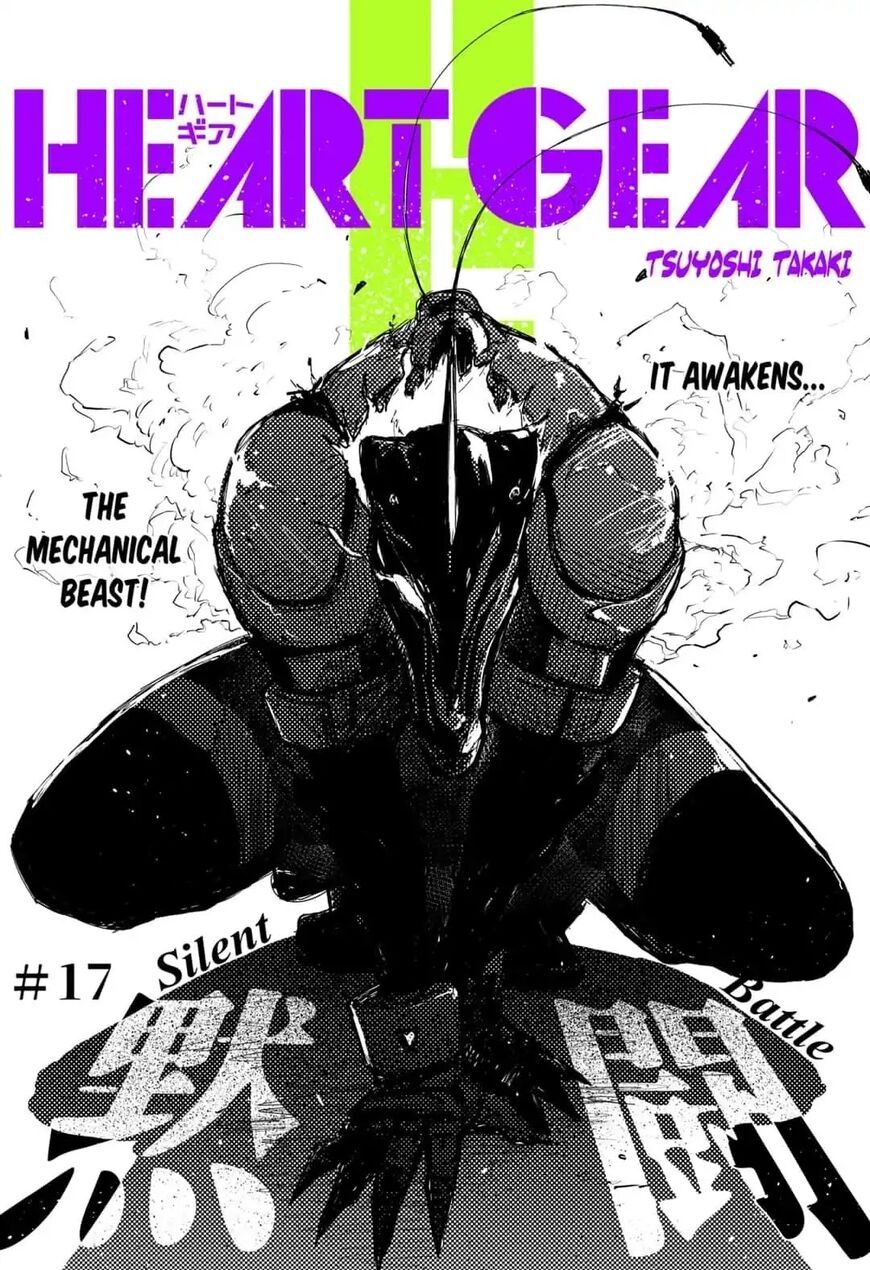 HEART GEAR
ハート
ギア
TSUYOSHI TAKAKI
IT AWAKENS...
THE
MECHANICAL
BEAST!
#17
Silent
Battle
黙闘